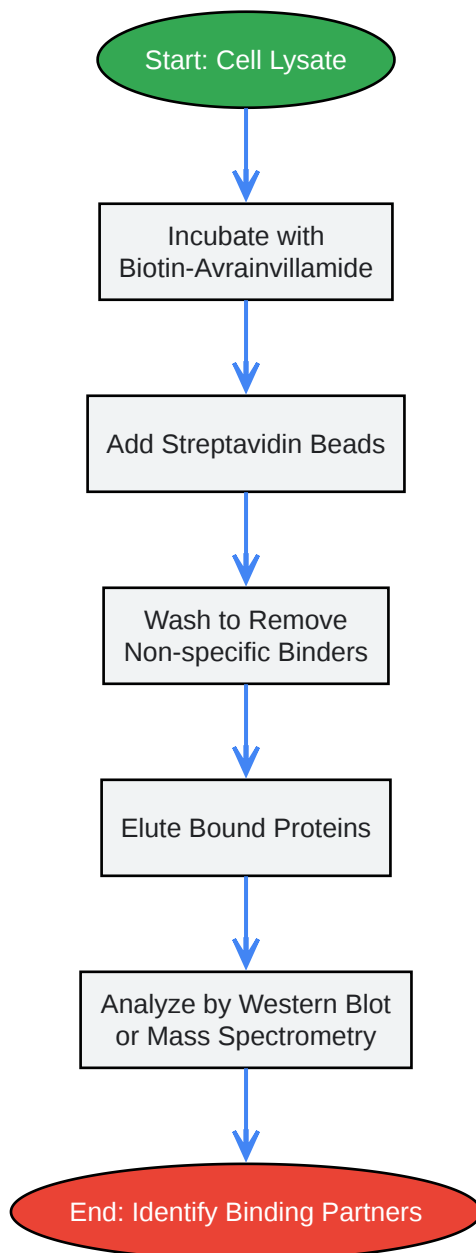 Start: Cell Lysate
Incubate with
Biotin-Avrainvillamide
Add Streptavidin Beads
Wash to Remove
Non-specific Binders
Elute Bound Proteins
Analyze by Western Blot
or Mass Spectrometry
End: Identify Binding Partners